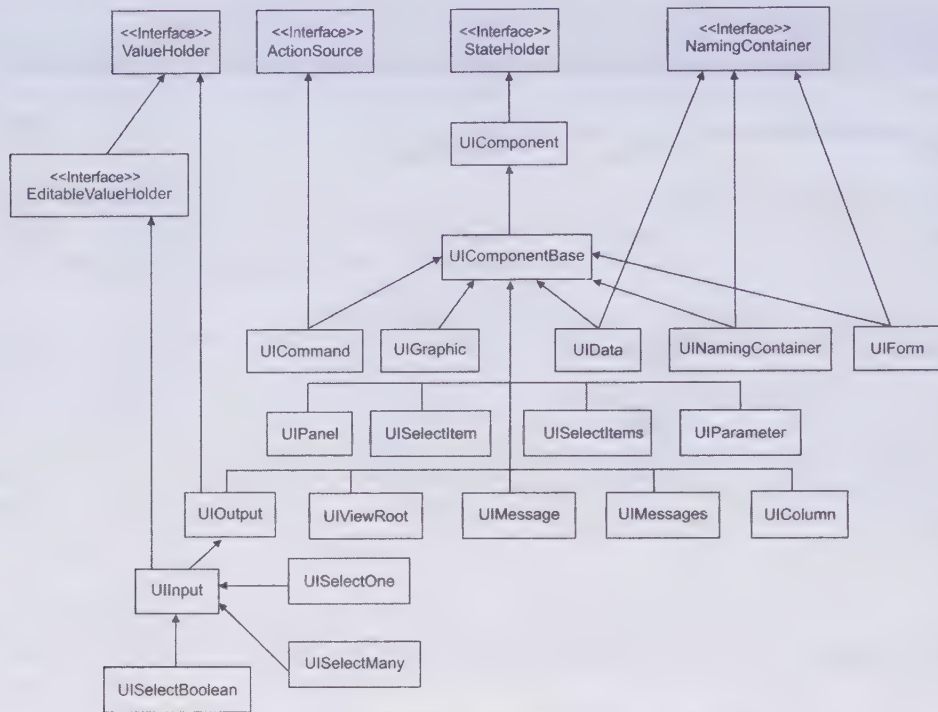 <<Interface>>
ValueHolder
<<Interface>>
ActionSource
<<Interface>>
StateHolder
<<Interface>>
NamingContainer
UIComponent
<<Interface>>
EditableValueHolder
UIComponentBase
UICommand
UIGraphic
UIData
UINamingContainer
UIForm
UIPanel
UISelectItem
UISelectItems
UIParameter
UIOutput
UIViewRoot
UIMessage
UIMessages
UIColumn
UIInput
UISelectOne
UISelectMany
UISelectBoolean